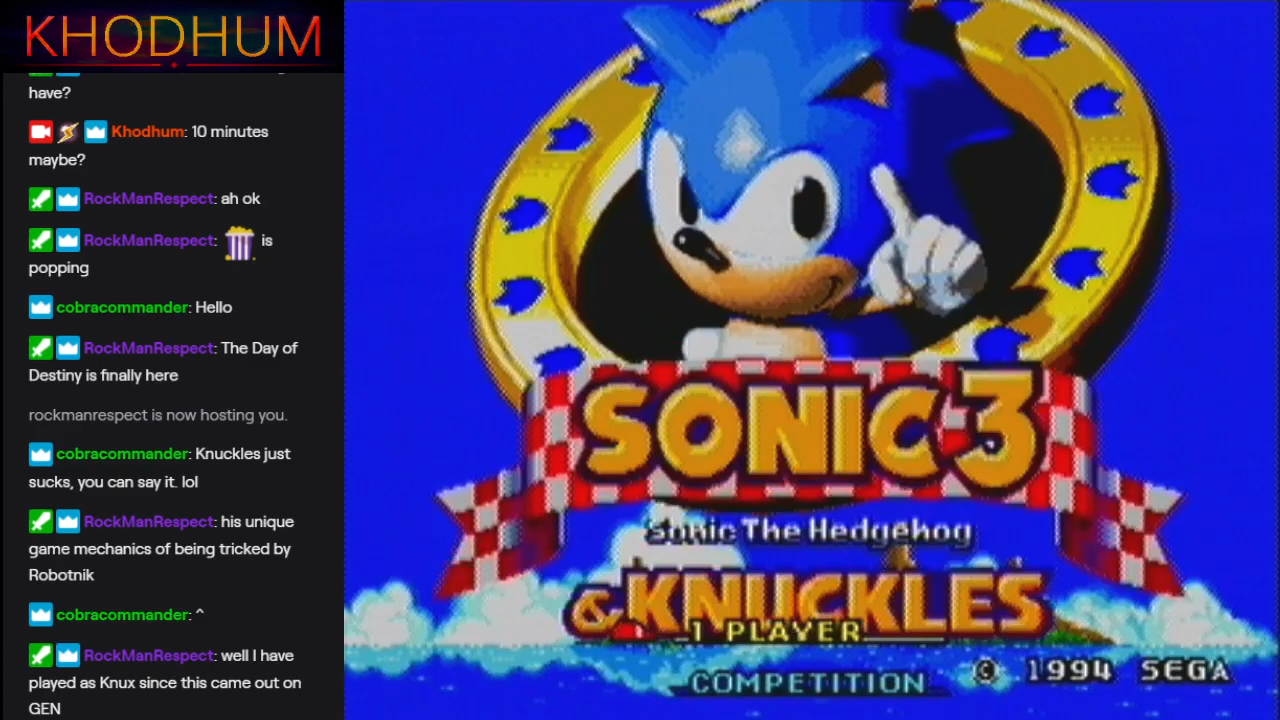 KHODHUM
have?
Khodhum: 10 minutes
maybe?
RockManRespect: ah ok
RockManRespect: is
popping
cobracommander: Hello
RockManRespect: The Day of
Destiny is finally here
rockmanrespect is now hosting you.
cobracommander: Knuckles just
sucks, you can say it. lol
RockManRespect: his unique
game mechanics of being tricked by
Robotnik
cobracommander: ^
RockManRespect: well I have
played as Knux since this came out on
GEN
SONIC 3
Sonic The Hedgehog
& KNUCKLES
1 PLAYER
COMPETITION
© 1994 SEGA